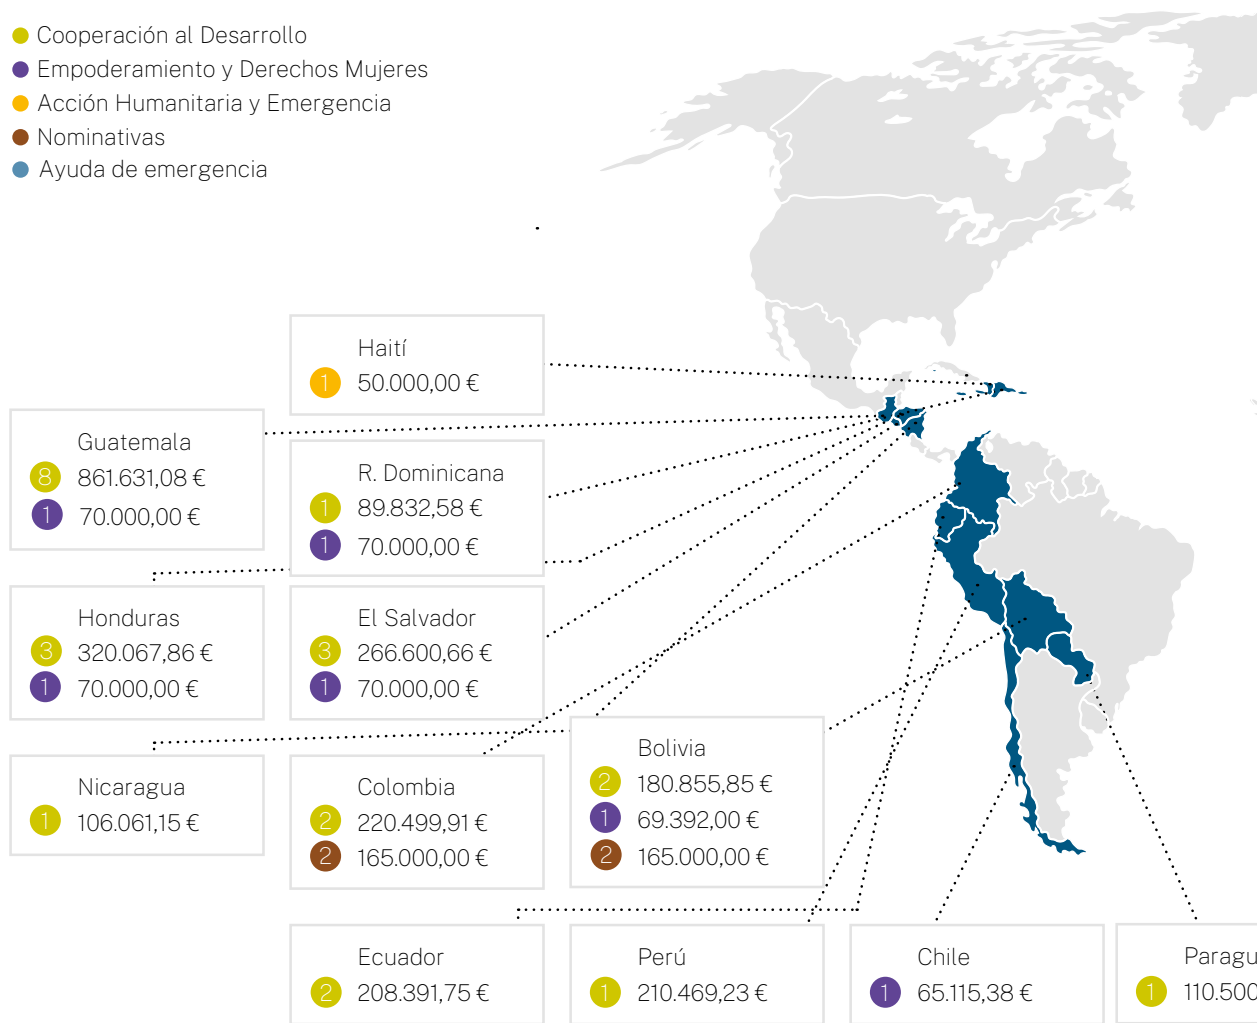 Cooperación al Desarrollo
Empoderamiento y Derechos Mujeres
Acción Humanitaria y Emergencia
Nominativas
Ayuda de emergencia
Haití
1 50.000,00 €
Guatemala
8 861.631,08 €
1 70.000,00 €
R. Dominicana
1 89.832,58 €
1 70.000,00 €
Honduras
3 320.067,86 €
1 70.000,00 €
El Salvador
3 266.600,66 €
1 70.000,00 €
Nicaragua
1 106.061,15 €
Colombia
2 220.499,91 €
2 165.000,00 €
Bolivia
2 180.855,85 €
1 69.392,00 €
2 165.000,00 €
Ecuador
2 208.391,75 €
Perú
1 210.469,23 €
Chile
1 65.115,38 €
Paragu
1 110.500